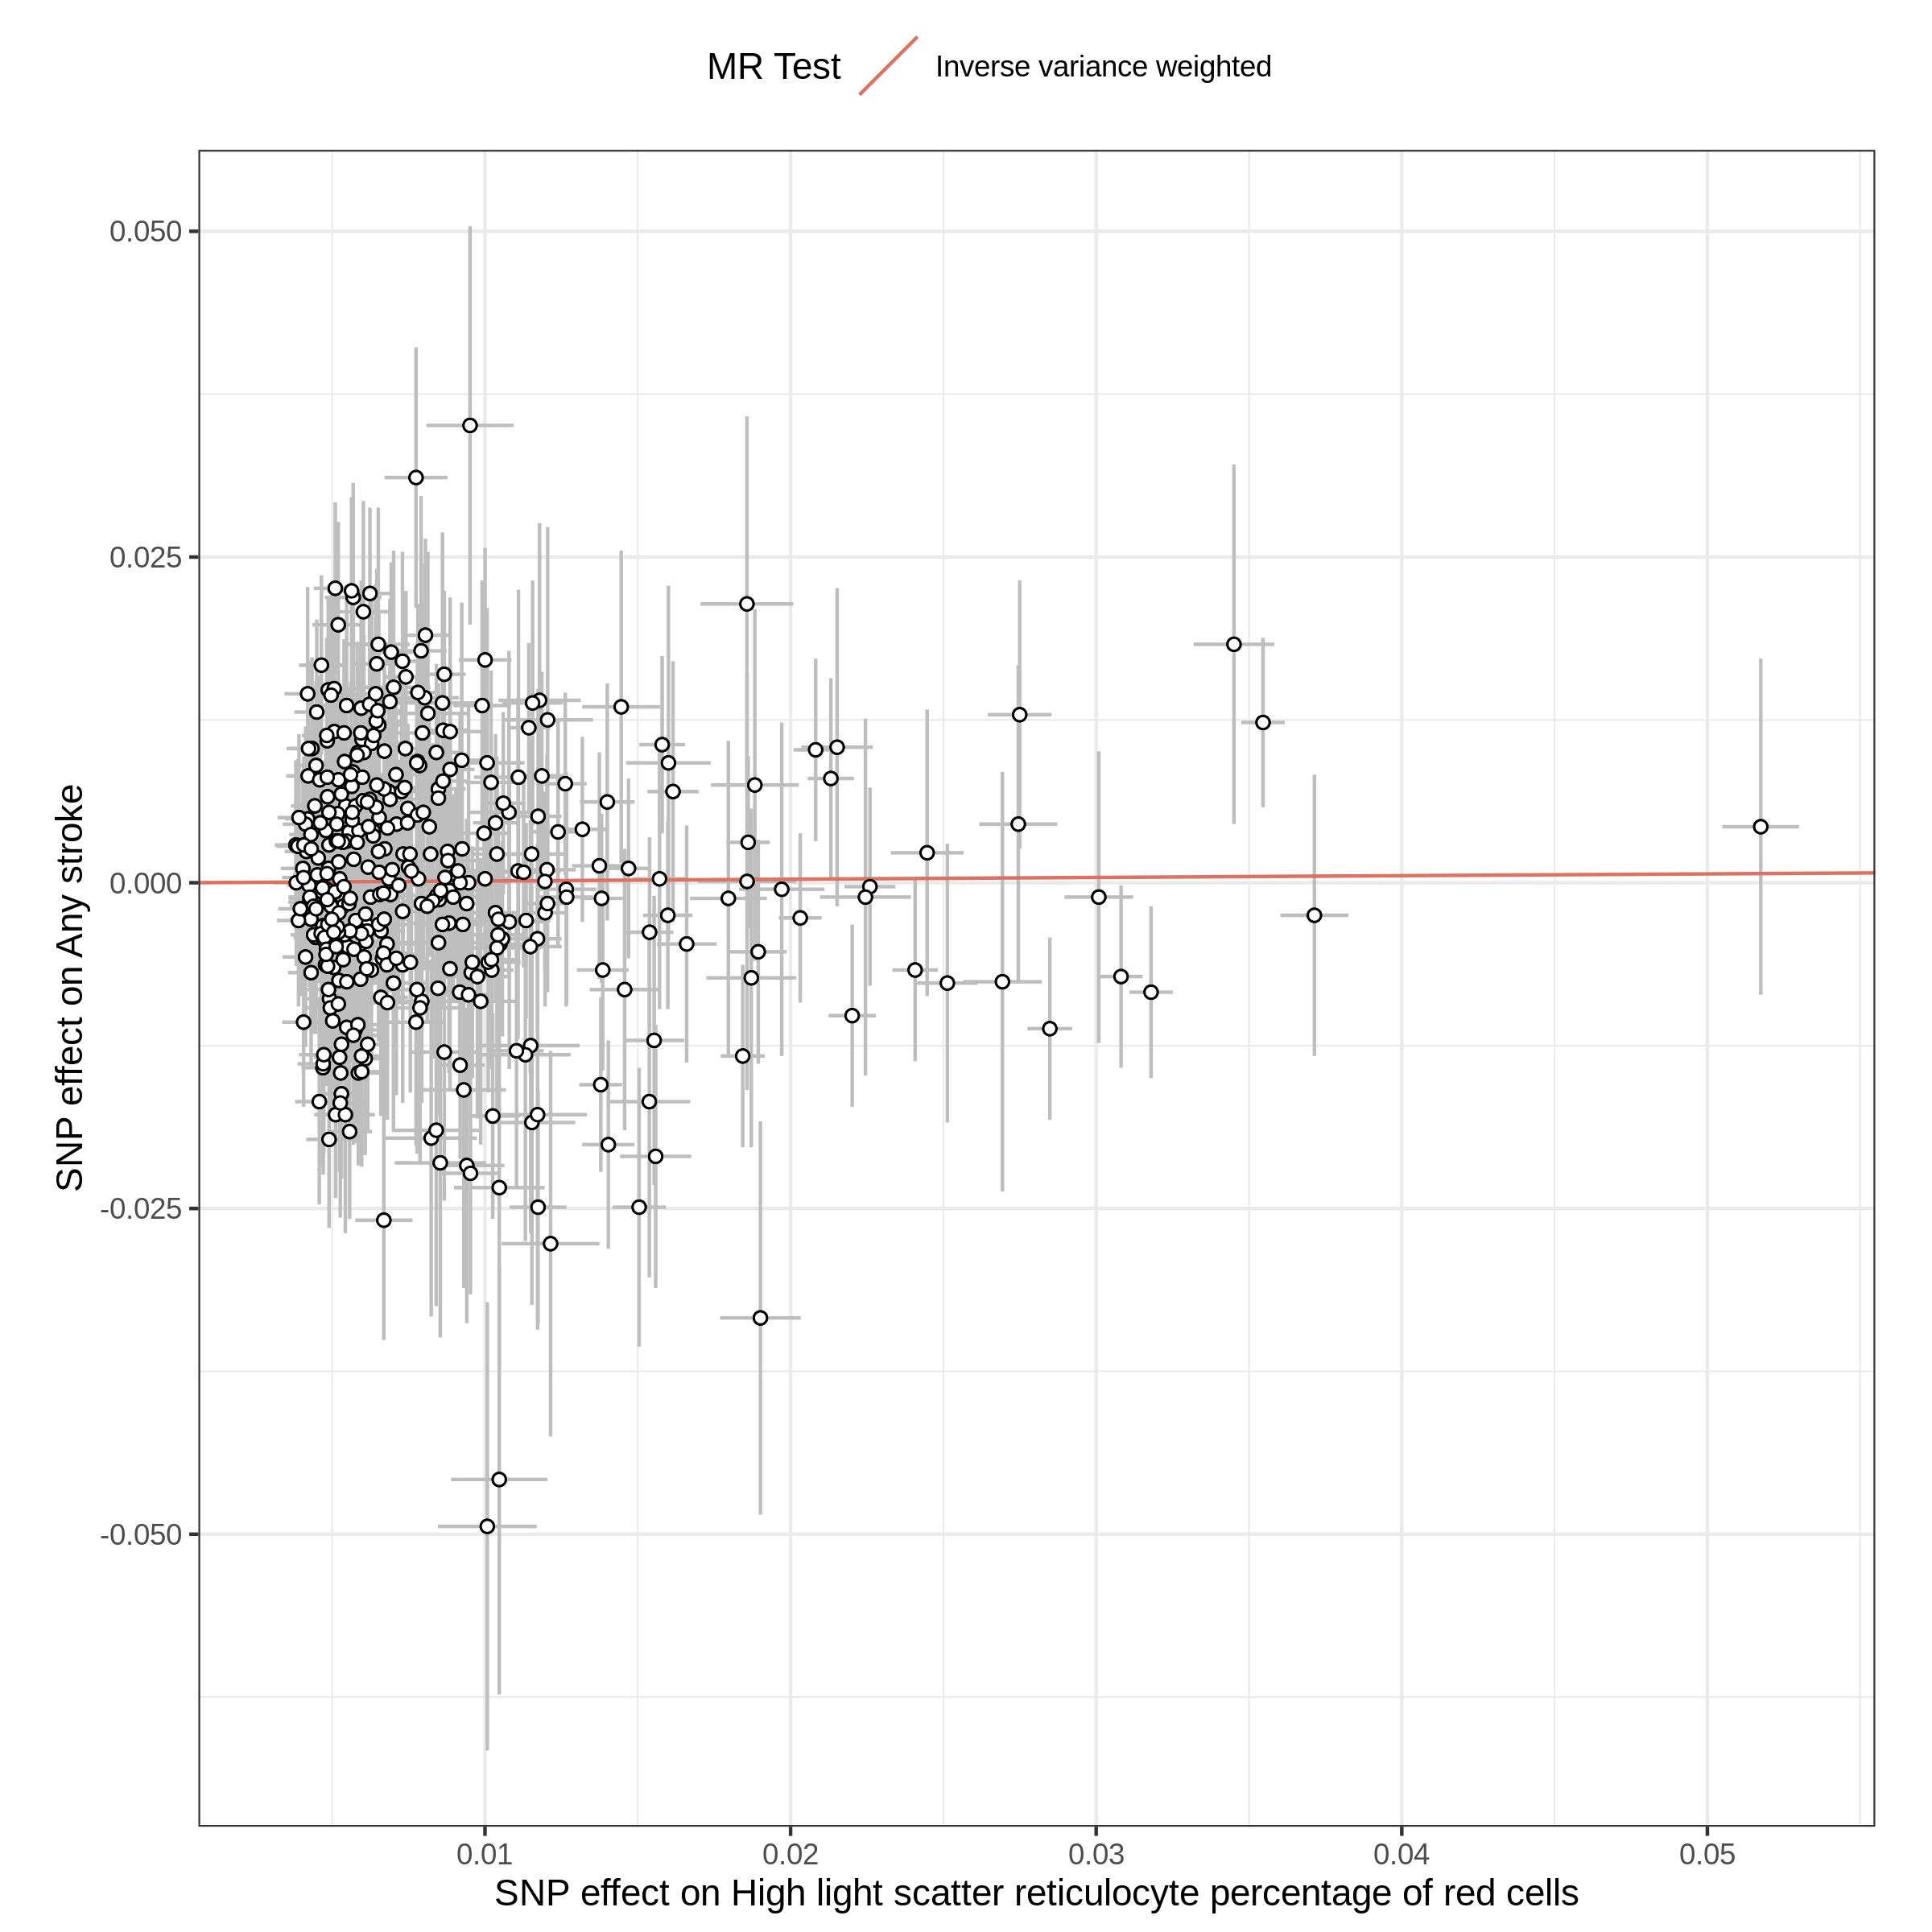 MR Test Inverse variance weighted
0.050
0.025
0.000
-0.025
-0.050
SNP effect on Any stroke
0.01 0.02 0.03 0.04 0.05
SNP effect on High light scatter reticulocyte percentage of red cells